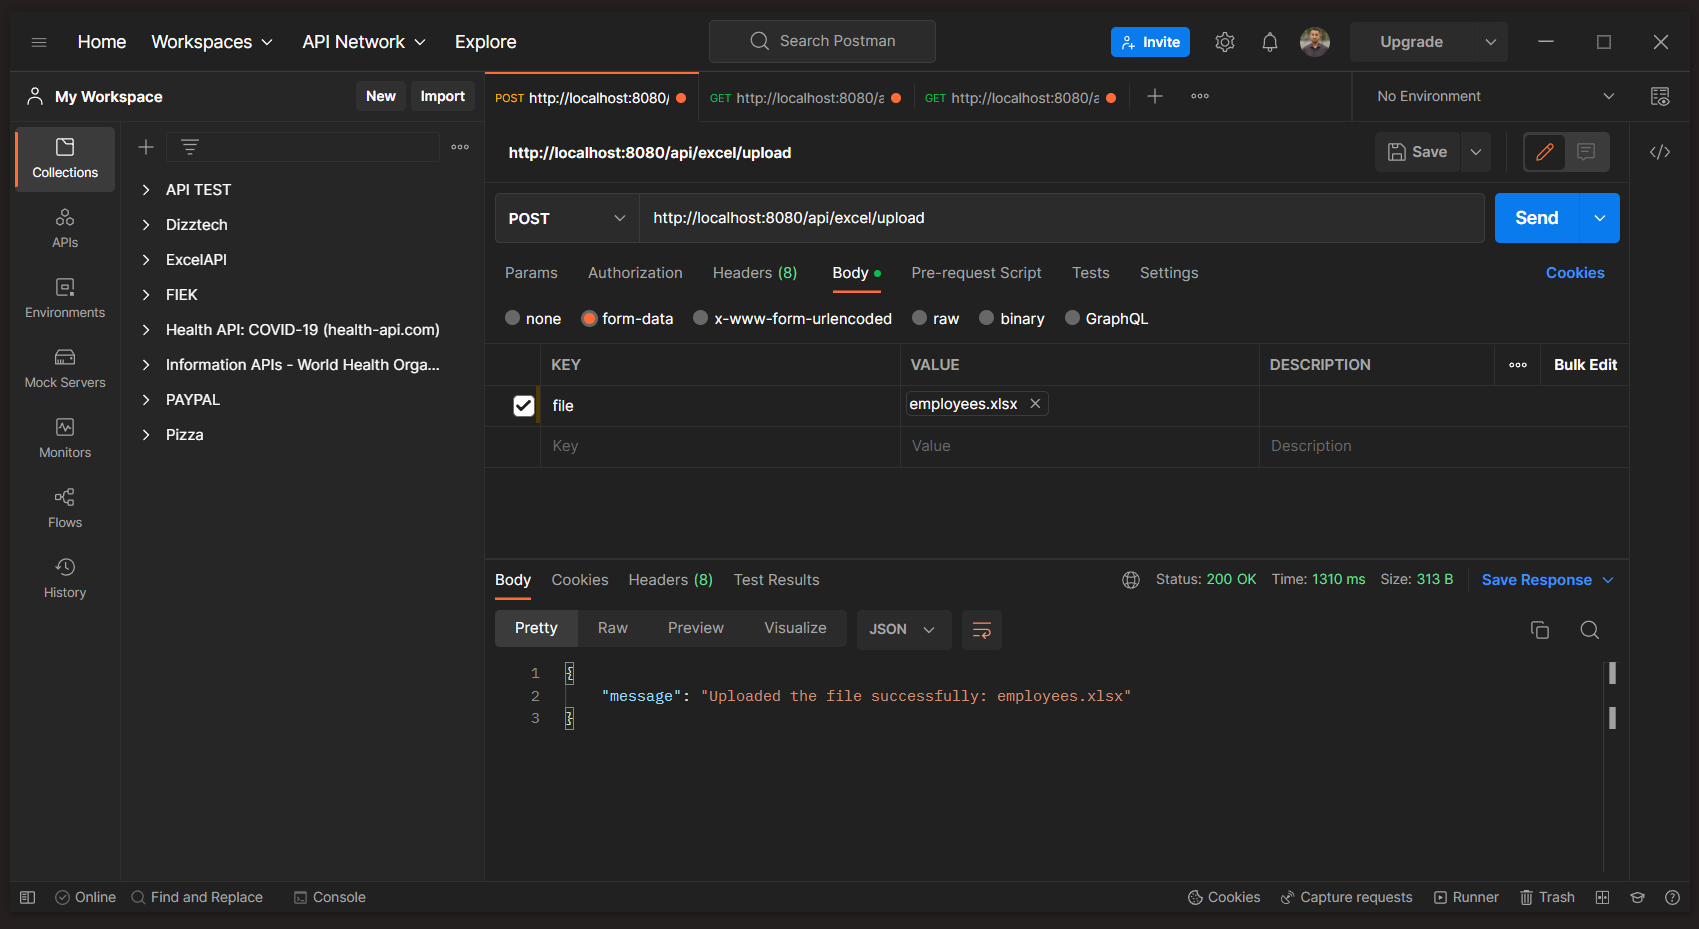 Home Workspaces API Network Explore Search Postman Invite Upgrade
My Workspace New Import
POST http://localhost:8080/ GET http://localhost:8080/a GET http://localhost:8080/a No Environment
Collections
APIs
Environments
Mock Servers
Monitors
Flows
History
API TEST
Dizztech
ExcelAPI
FIEK
Health API: COVID-19 (health-api.com)
Information APIs - World Health Orga...
PAYPAL
Pizza
http://localhost:8080/api/excel/upload Save
POST http://localhost:8080/api/excel/upload Send
Params Authorization Headers (8) Body Pre-request Script Tests Settings Cookies
none form-data x-www-form-urlencoded raw binary GraphQL
KEY VALUE DESCRIPTION Bulk Edit
file employees.xlsx
Key Value Description
Body Cookies Headers (8) Test Results Status: 200 OK Time: 1310 ms Size: 313 B Save Response
Pretty Raw Preview Visualize JSON
1 {
2 "message": "Uploaded the file successfully: employees.xlsx"
3 }
Online Find and Replace Console Cookies Capture requests Runner Trash